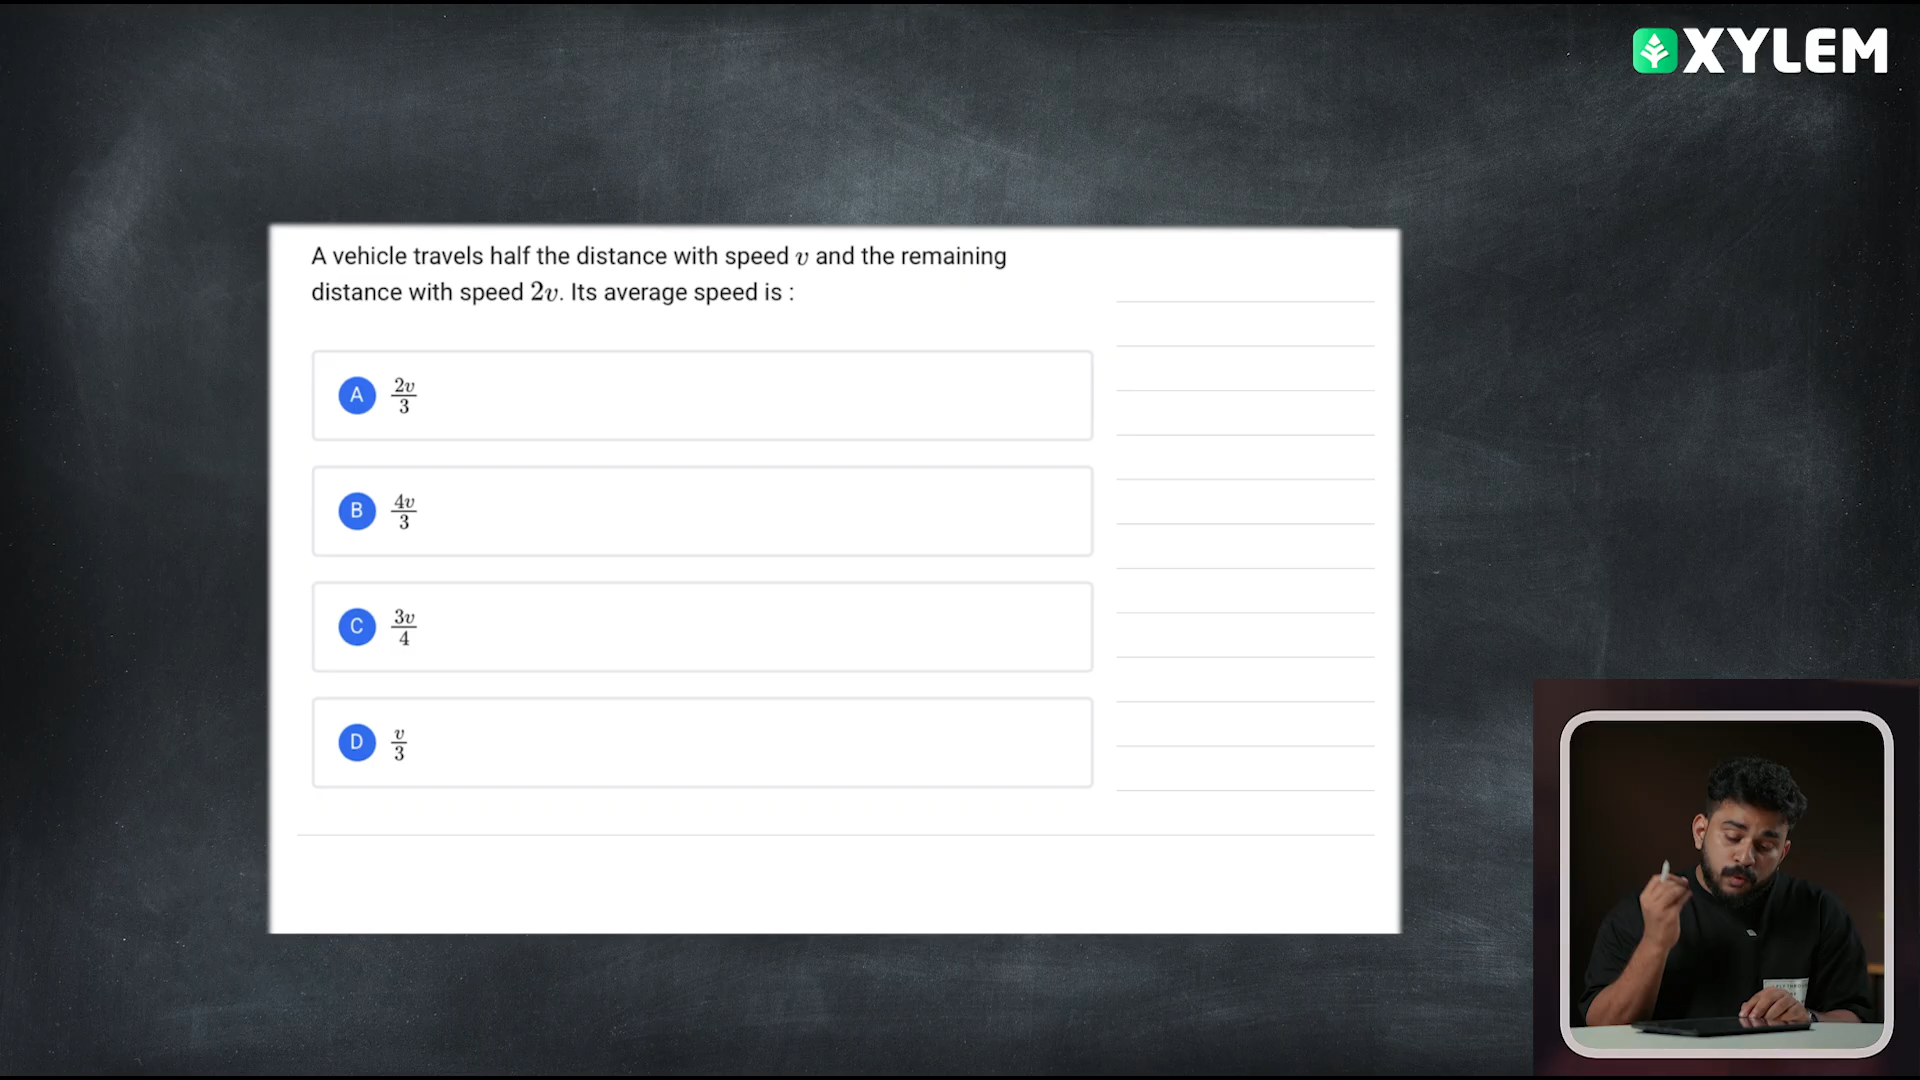 XYLEM
A vehicle travels half the distance with speed v and the remaining
distance with speed 2v. Its average speed is :
A 2v/3
B 4v/3
C 3v/4
D v/3